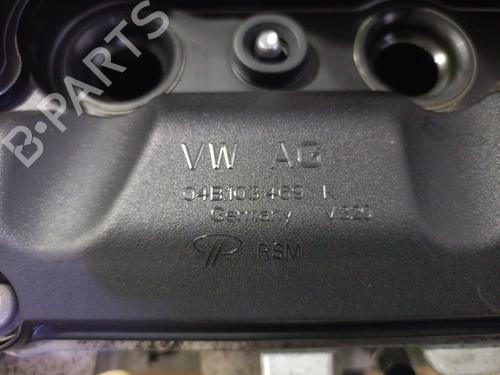 B-PARTS
VW AG
04B103469
Germany V320
RSM